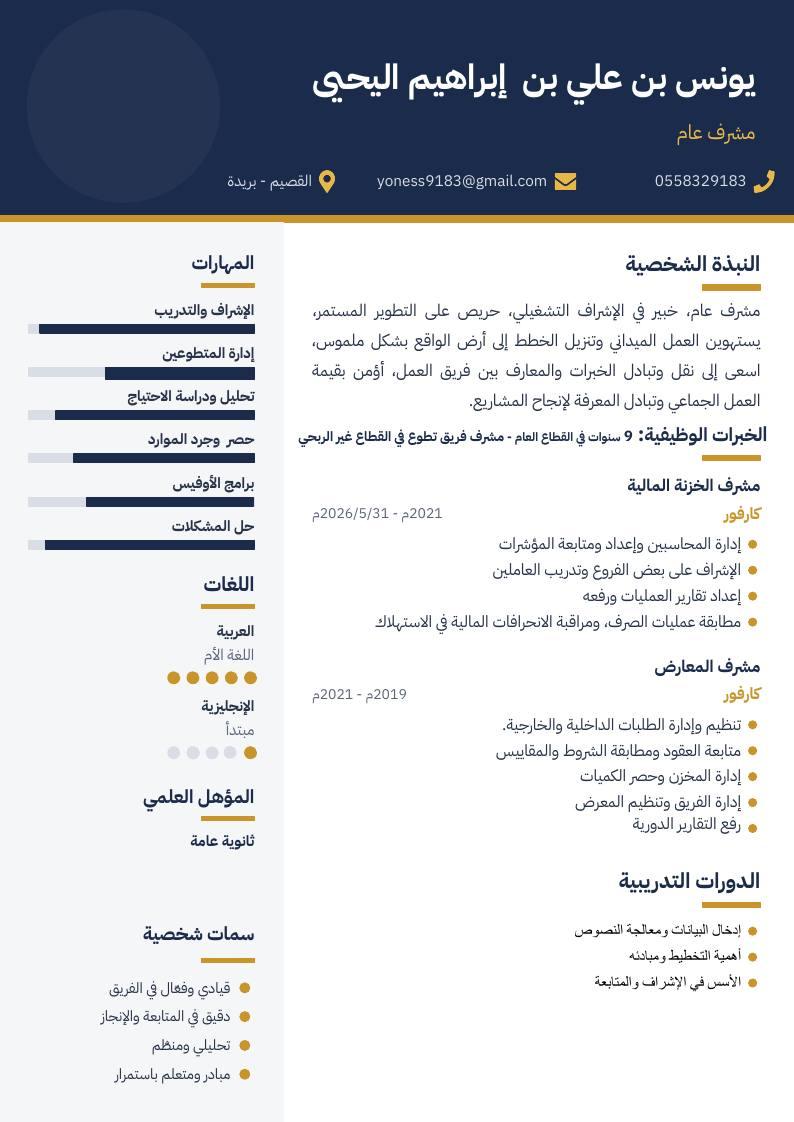 يونس بن علي بن إبراهيم اليحيى
مشرف عام
0558329183
yoness9183@gmail.com
القصيم - بريدة
النبذة الشخصية
مشرف عام، خبير في الإشراف التشغيلي، حريص على التطوير المستمر،
يستهوين العمل الميداني وتنزيل الخطط إلى أرض الواقع بشكل ملموس،
اسعى إلى نقل وتبادل الخبرات والمعارف بين فريق العمل، أؤمن بقيمة
العمل الجماعي وتبادل المعرفة لإنجاح المشاريع.
الخبرات الوظيفية: 9 سنوات في القطاع العام - مشرف فريق تطوع في القطاع غير الربحي
مشرف الخزنة المالية
كارفور
2021م - 2026/5/31م
إدارة المحاسبين وإعداد ومتابعة المؤشرات
الإشراف على بعض الفروع وتدريب العاملين
إعداد تقارير العمليات ورفعه
مطابقة عمليات الصرف، ومراقبة الانحرافات المالية في الاستهلاك
مشرف المعارض
كارفور
2019م - 2021م
تنظيم وإدارة الطلبات الداخلية والخارجية.
متابعة العقود ومطابقة الشروط والمقاييس
إدارة المخزن وحصر الكميات
إدارة الفريق وتنظيم المعرض
رفع التقارير الدورية
الدورات التدريبية
إدخال البيانات ومعالجة النصوص
أهمية التخطيط ومبادئه
الأسس في الإشراف والمتابعة
المهارات
الإشراف والتدريب
إدارة المتطوعين
تحليل ودراسة الاحتياج
حصر وجرد الموارد
برامج الأوفيس
حل المشكلات
اللغات
العربية
اللغة الأم
الإنجليزية
مبتدأ
المؤهل العلمي
ثانوية عامة
سمات شخصية
قيادي وفعّال في الفريق
دقيق في المتابعة والإنجاز
تحليلي ومنظّم
مبادر ومتعلم باستمرار